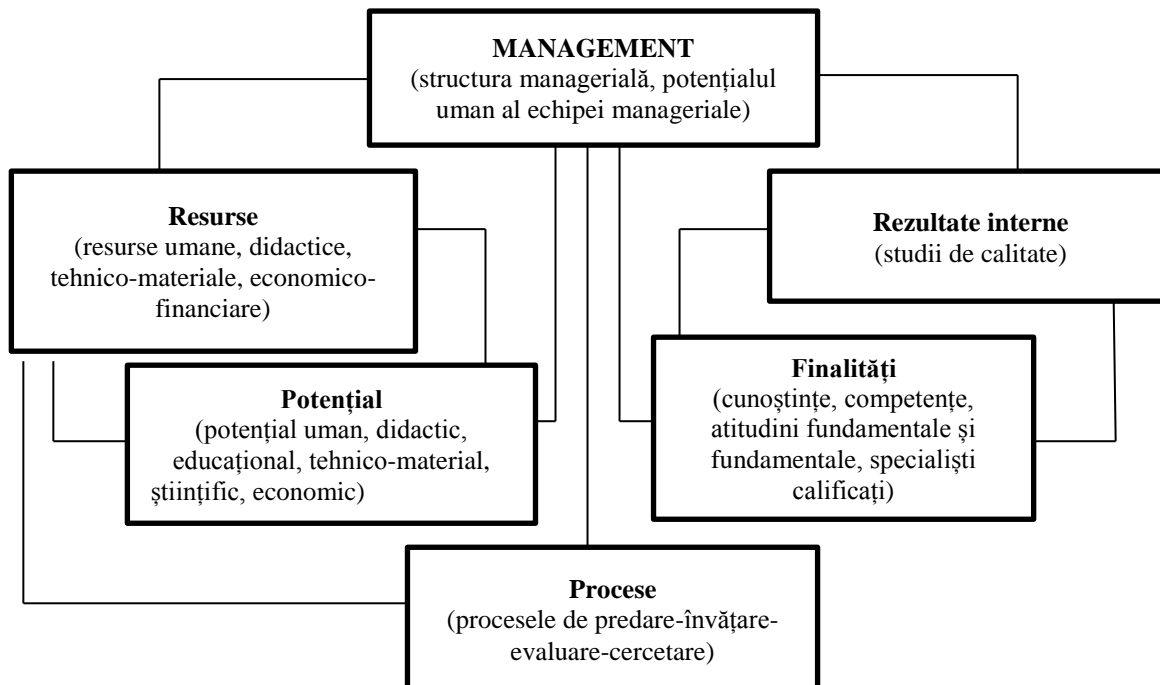 MANAGEMENT
(structura managerială, potențialul
uman al echipei manageriale)
Resurse
(resurse umane, didactice,
tehnico-materiale, economico-
financiare)
Rezultate interne
(studii de calitate)
Potențial
(potențial uman, didactic,
educațional, tehnico-material,
științific, economic)
Finalități
(cunoștințe, competențe,
atitudini fundamentale și
fundamentale, specialiști
calificați)
Procese
(procesele de predare-învățare-
evaluare-cercetare)